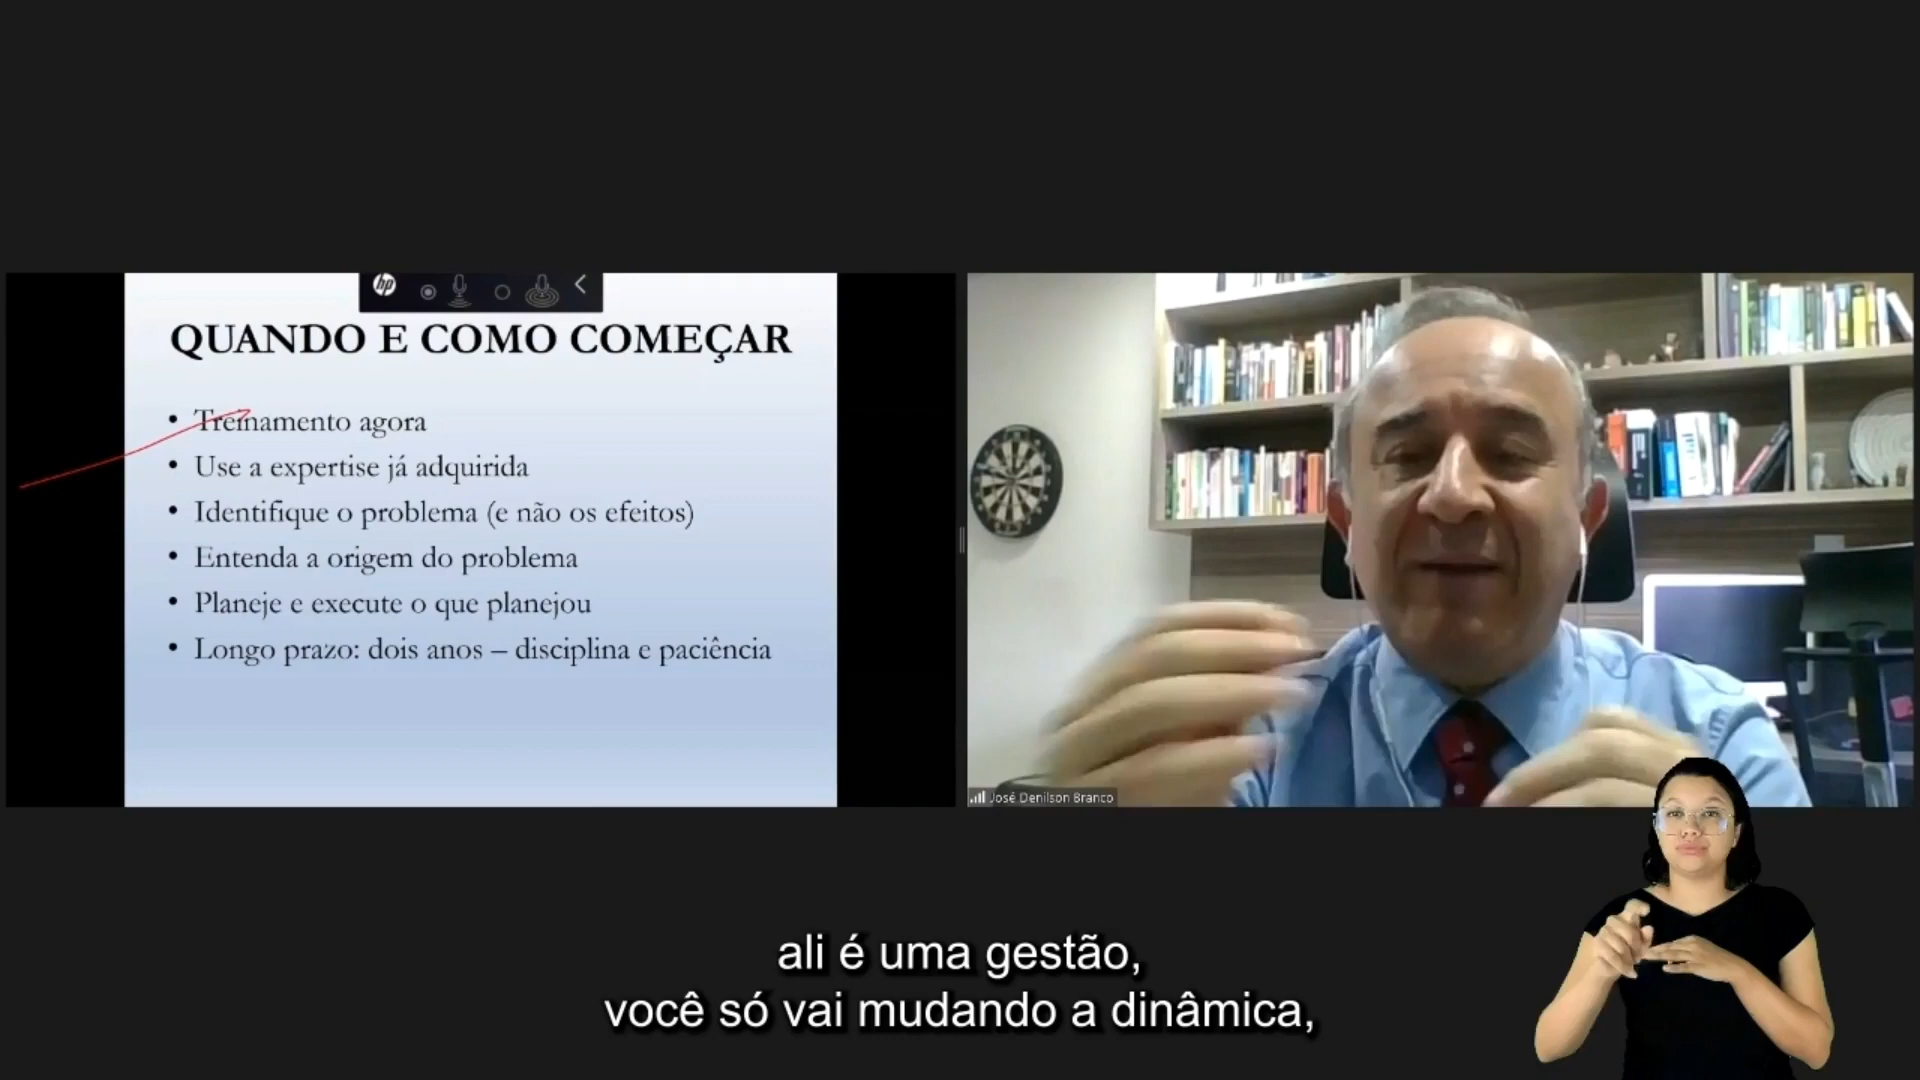 hp
QUANDO E COMO COMEÇAR
• Treinamento agora
• Use a expertise já adquirida
• Identifique o problema (e não os efeitos)
• Entenda a origem do problema
• Planeje e execute o que planejou
• Longo prazo: dois anos – disciplina e paciência
José Denilson Branco
ali é uma gestão,
você só vai mudando a dinâmica,